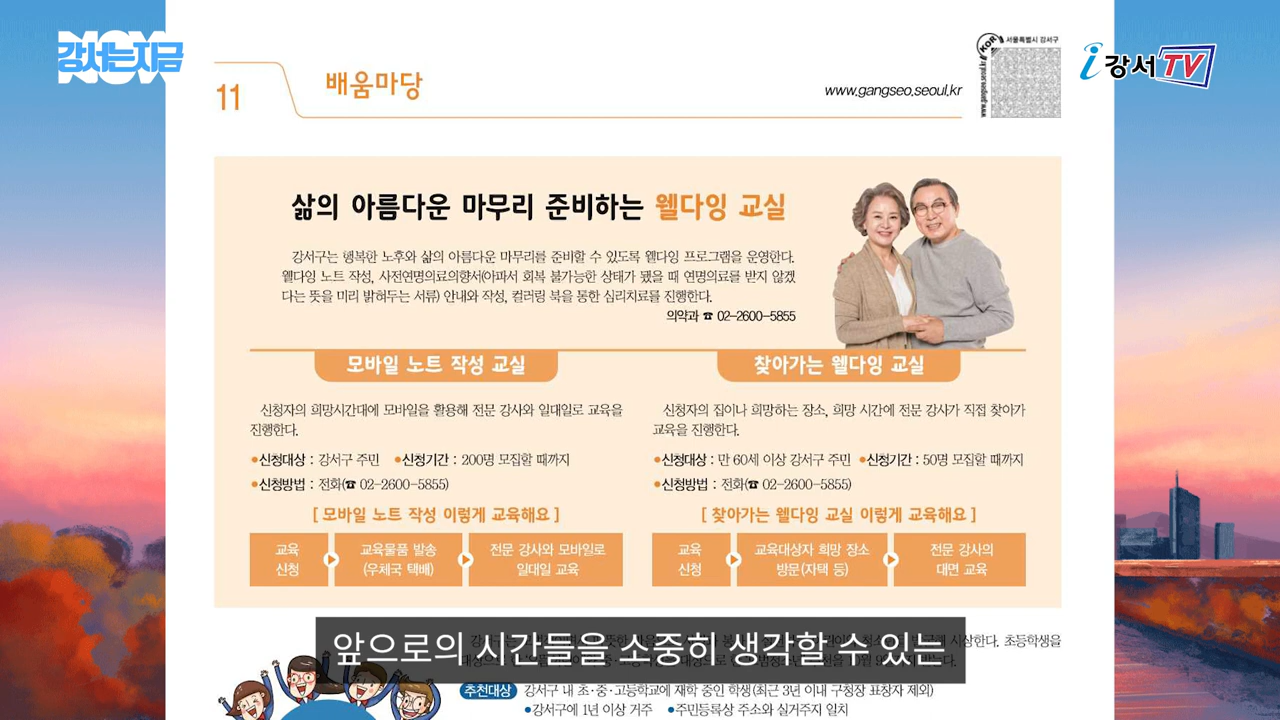 강서는지금
NOW
i강서TV
11
배움마당
www.gangseo.seoul.kr
KOR
서울특별시 강서구
www.gangseo.seoul.kr
삶의 아름다운 마무리 준비하는 웰다잉 교실
강서구는 행복한 노후와 삶의 아름다운 마무리를 준비할 수 있도록 웰다잉 프로그램을 운영한다.
웰다잉 노트 작성, 사전연명의료의향서(아파서 회복 불가능한 상태가 됐을 때 연명의료를 받지 않겠
다는 뜻을 미리 밝혀두는 서류) 안내와 작성, 컬러링 북을 통한 심리치료를 진행한다.
의약과 ☎ 02-2600-5855
모바일 노트 작성 교실
신청자의 희망시간대에 모바일을 활용해 전문 강사와 일대일로 교육을
진행한다.
●신청대상 : 강서구 주민 ●신청기간 : 200명 모집할 때까지
●신청방법 : 전화(☎ 02-2600-5855)
[ 모바일 노트 작성 이렇게 교육해요 ]
교육
신청
교육물품 발송
(우체국 택배)
전문 강사와 모바일로
일대일 교육
찾아가는 웰다잉 교실
신청자의 집이나 희망하는 장소, 희망 시간에 전문 강사가 직접 찾아가
교육을 진행한다.
●신청대상 : 만 60세 이상 강서구 주민 ●신청기간 : 50명 모집할 때까지
●신청방법 : 전화(☎ 02-2600-5855)
[ 찾아가는 웰다잉 교실 이렇게 교육해요 ]
교육
신청
교육대상자 희망 장소
방문(자택 등)
전문 강사의
대면 교육
앞으로의 시간들을 소중히 생각할 수 있는
시상한다. 초등학생을
추천대상 강서구 내 초·중·고등학교에 재학 중인 학생(최근 3년 이내 구청장 표창자 제외)
●강서구에 1년 이상 거주 ●주민등록상 주소와 실거주지 일치